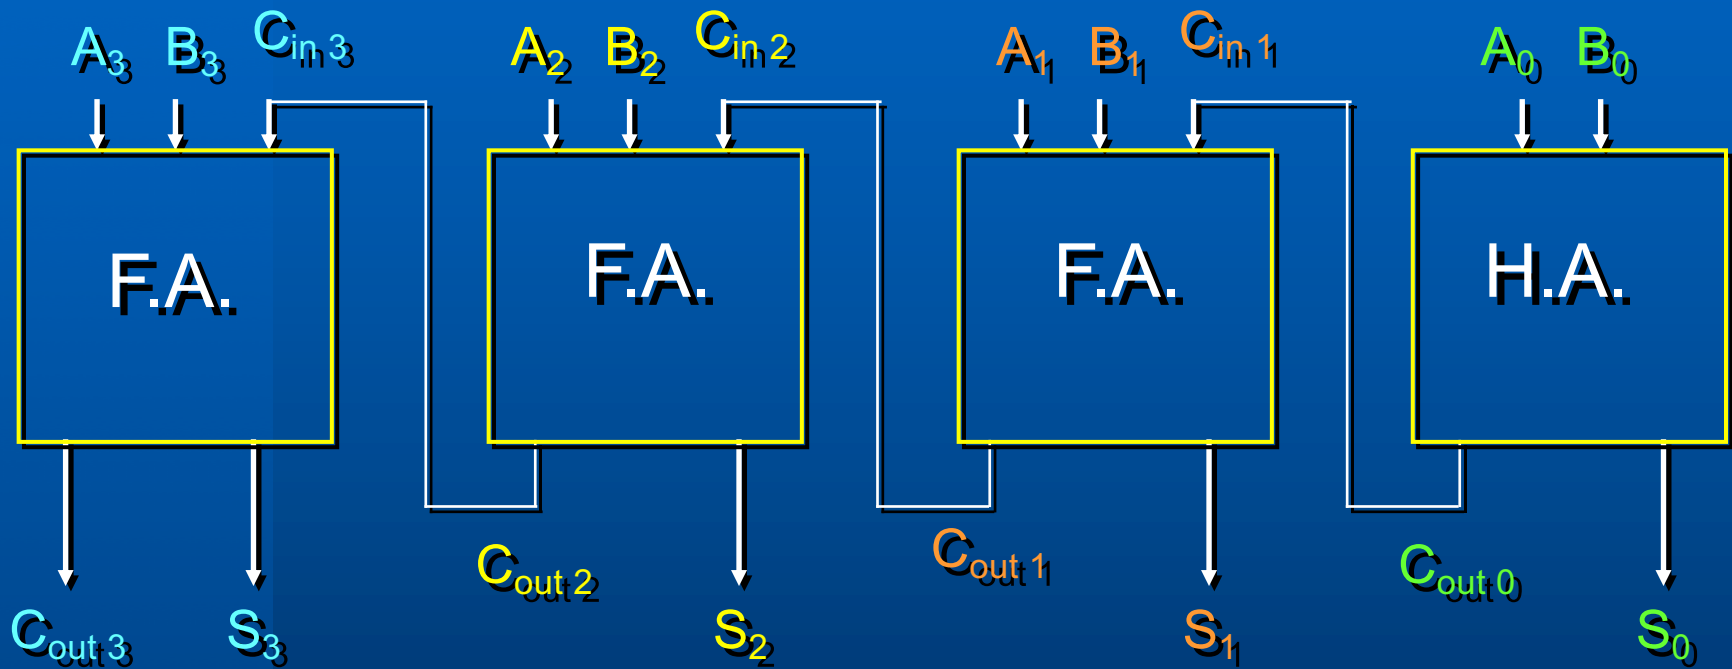 A3 B3 Cin 3 A2 B2 Cin 2 A1 B1 Cin 1 A0 B0
F.A. F.A. F.A. H.A.
Cout 2 Cout 1 Cout 0
Cout 3 S3 S2 S1 S0